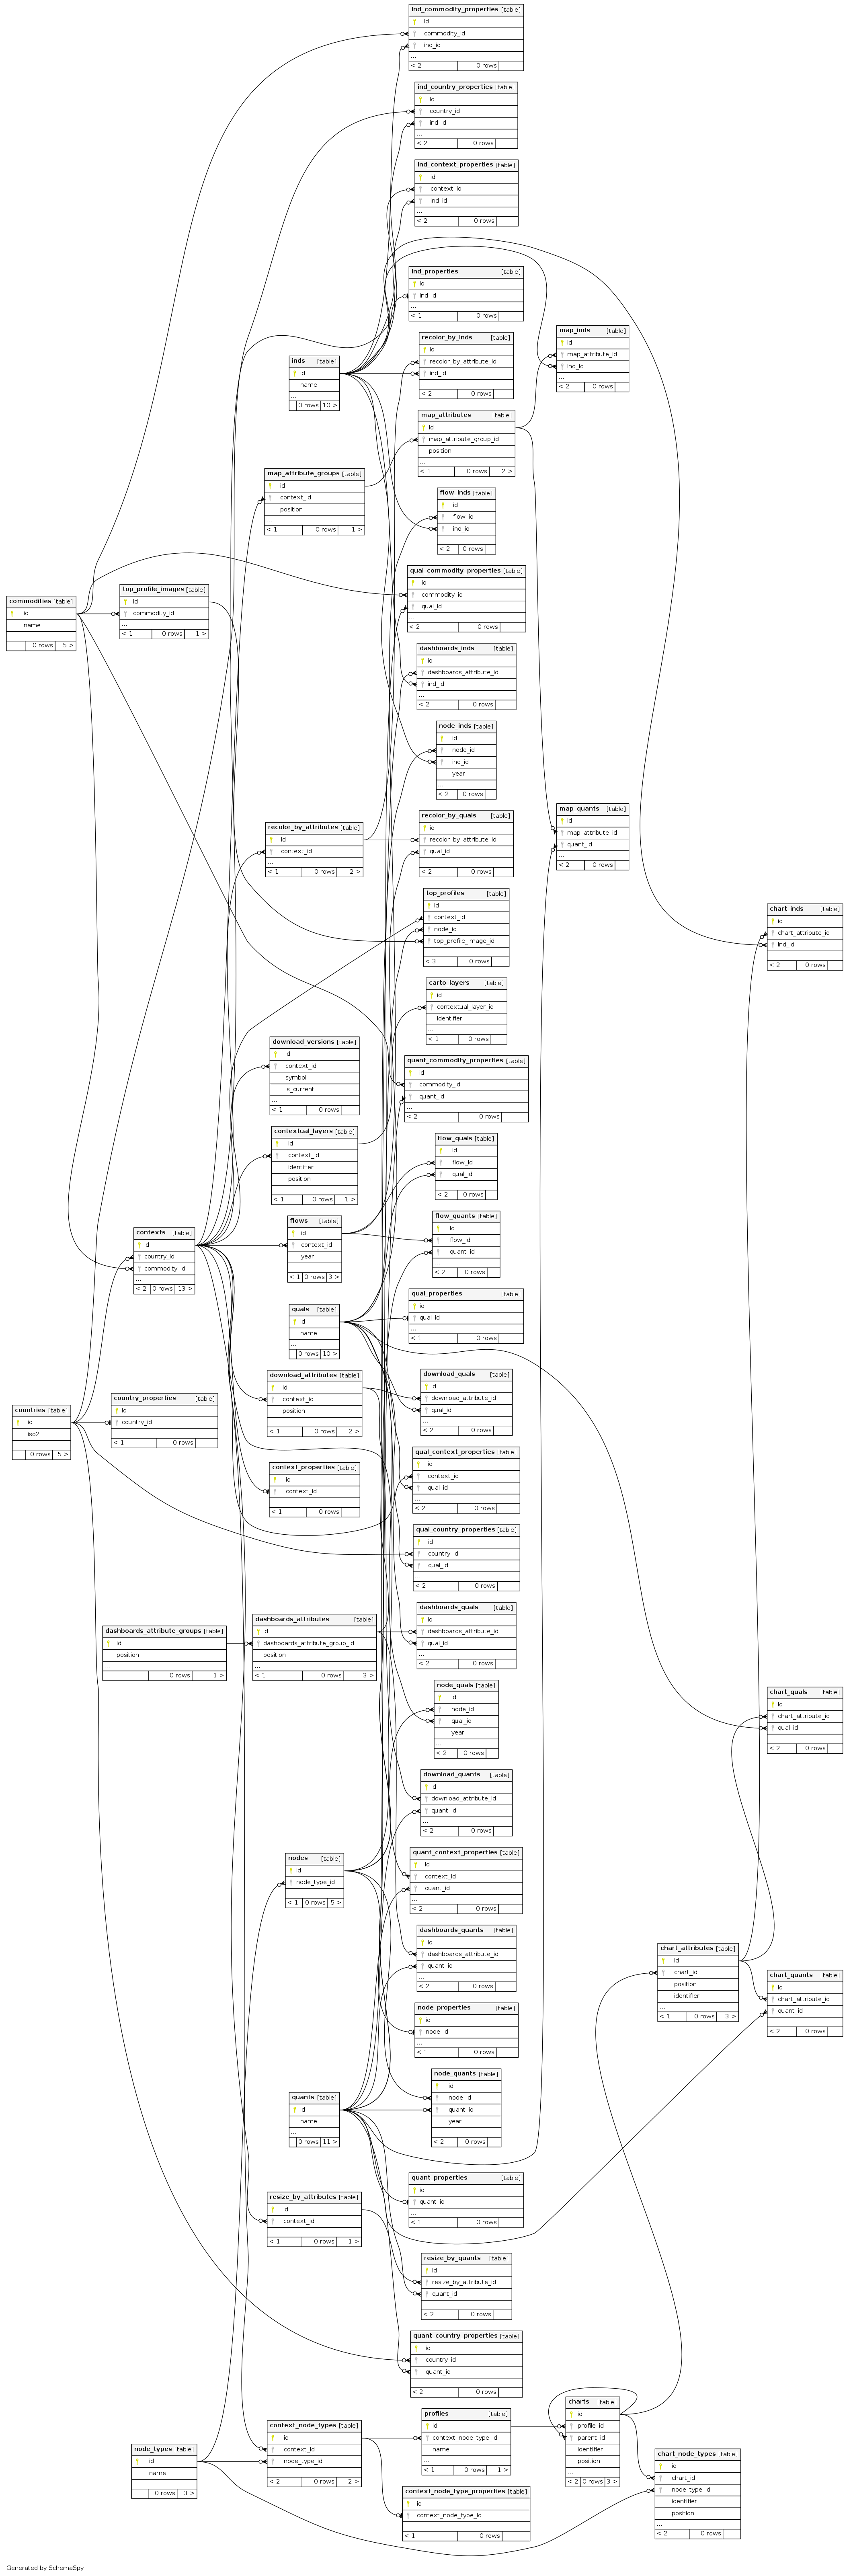 ind_commodity_properties [table]
id
commodity_id
ind_id
...
< 2 0 rows
ind_country_properties [table]
id
country_id
ind_id
...
< 2 0 rows
ind_context_properties [table]
id
context_id
ind_id
...
< 2 0 rows
ind_properties [table]
id
ind_id
...
< 1 0 rows
inds [table]
id
name
...
0 rows 10 >
recolor_by_inds [table]
id
recolor_by_attribute_id
ind_id
...
< 2 0 rows
map_inds [table]
id
map_attribute_id
ind_id
...
< 2 0 rows
map_attributes [table]
id
map_attribute_group_id
position
...
< 1 0 rows 2 >
map_attribute_groups [table]
id
context_id
position
...
< 1 0 rows 1 >
flow_inds [table]
id
flow_id
ind_id
...
< 2 0 rows
qual_commodity_properties [table]
id
commodity_id
qual_id
...
< 2 0 rows
commodities [table]
id
name
...
0 rows 5 >
top_profile_images [table]
id
commodity_id
...
< 1 0 rows 1 >
dashboards_inds [table]
id
dashboards_attribute_id
ind_id
...
< 2 0 rows
node_inds [table]
id
node_id
ind_id
year
...
< 2 0 rows
recolor_by_attributes [table]
id
context_id
...
< 1 0 rows 2 >
recolor_by_quals [table]
id
recolor_by_attribute_id
qual_id
...
< 2 0 rows
map_quants [table]
id
map_attribute_id
quant_id
...
< 2 0 rows
top_profiles [table]
id
context_id
node_id
top_profile_image_id
...
< 3 0 rows
chart_inds [table]
id
chart_attribute_id
ind_id
...
< 2 0 rows
carto_layers [table]
id
contextual_layer_id
identifier
...
< 1 0 rows
download_versions [table]
id
context_id
symbol
is_current
...
< 1 0 rows
quant_commodity_properties [table]
id
commodity_id
quant_id
...
< 2 0 rows
contextual_layers [table]
id
context_id
identifier
position
...
< 1 0 rows 1 >
flow_quals [table]
id
flow_id
qual_id
...
< 2 0 rows
contexts [table]
id
country_id
commodity_id
...
< 2 0 rows 13 >
flows [table]
id
context_id
year
...
< 1 0 rows 3 >
flow_quants [table]
id
flow_id
quant_id
...
< 2 0 rows
quals [table]
id
name
...
0 rows 10 >
qual_properties [table]
id
qual_id
...
< 1 0 rows
download_attributes [table]
id
context_id
position
...
< 1 0 rows 2 >
download_quals [table]
id
download_attribute_id
qual_id
...
< 2 0 rows
countries [table]
id
iso2
...
0 rows 5 >
country_properties [table]
id
country_id
...
< 1 0 rows
context_properties [table]
id
context_id
...
< 1 0 rows
qual_context_properties [table]
id
context_id
qual_id
...
< 2 0 rows
qual_country_properties [table]
id
country_id
qual_id
...
< 2 0 rows
dashboards_attribute_groups [table]
id
position
...
0 rows 1 >
dashboards_attributes [table]
id
dashboards_attribute_group_id
position
...
< 1 0 rows 3 >
dashboards_quals [table]
id
dashboards_attribute_id
qual_id
...
< 2 0 rows
node_quals [table]
id
node_id
qual_id
year
...
< 2 0 rows
chart_quals [table]
id
chart_attribute_id
qual_id
...
< 2 0 rows
download_quants [table]
id
download_attribute_id
quant_id
...
< 2 0 rows
nodes [table]
id
node_type_id
...
< 1 0 rows 5 >
quant_context_properties [table]
id
context_id
quant_id
...
< 2 0 rows
dashboards_quants [table]
id
dashboards_attribute_id
quant_id
...
< 2 0 rows
chart_attributes [table]
id
chart_id
position
identifier
...
< 1 0 rows 3 >
chart_quants [table]
id
chart_attribute_id
quant_id
...
< 2 0 rows
node_properties [table]
id
node_id
...
< 1 0 rows
quants [table]
id
name
...
0 rows 11 >
node_quants [table]
id
node_id
quant_id
year
...
< 2 0 rows
quant_properties [table]
id
quant_id
...
< 1 0 rows
resize_by_attributes [table]
id
context_id
...
< 1 0 rows 1 >
resize_by_quants [table]
id
resize_by_attribute_id
quant_id
...
< 2 0 rows
quant_country_properties [table]
id
country_id
quant_id
...
< 2 0 rows
node_types [table]
id
name
...
0 rows 3 >
context_node_types [table]
id
context_id
node_type_id
...
< 2 0 rows 2 >
profiles [table]
id
context_node_type_id
name
...
< 1 0 rows 1 >
charts [table]
id
profile_id
parent_id
identifier
position
...
< 2 0 rows 3 >
chart_node_types [table]
id
chart_id
node_type_id
identifier
position
...
< 2 0 rows
context_node_type_properties [table]
id
context_node_type_id
...
< 1 0 rows
Generated by SchemaSpy